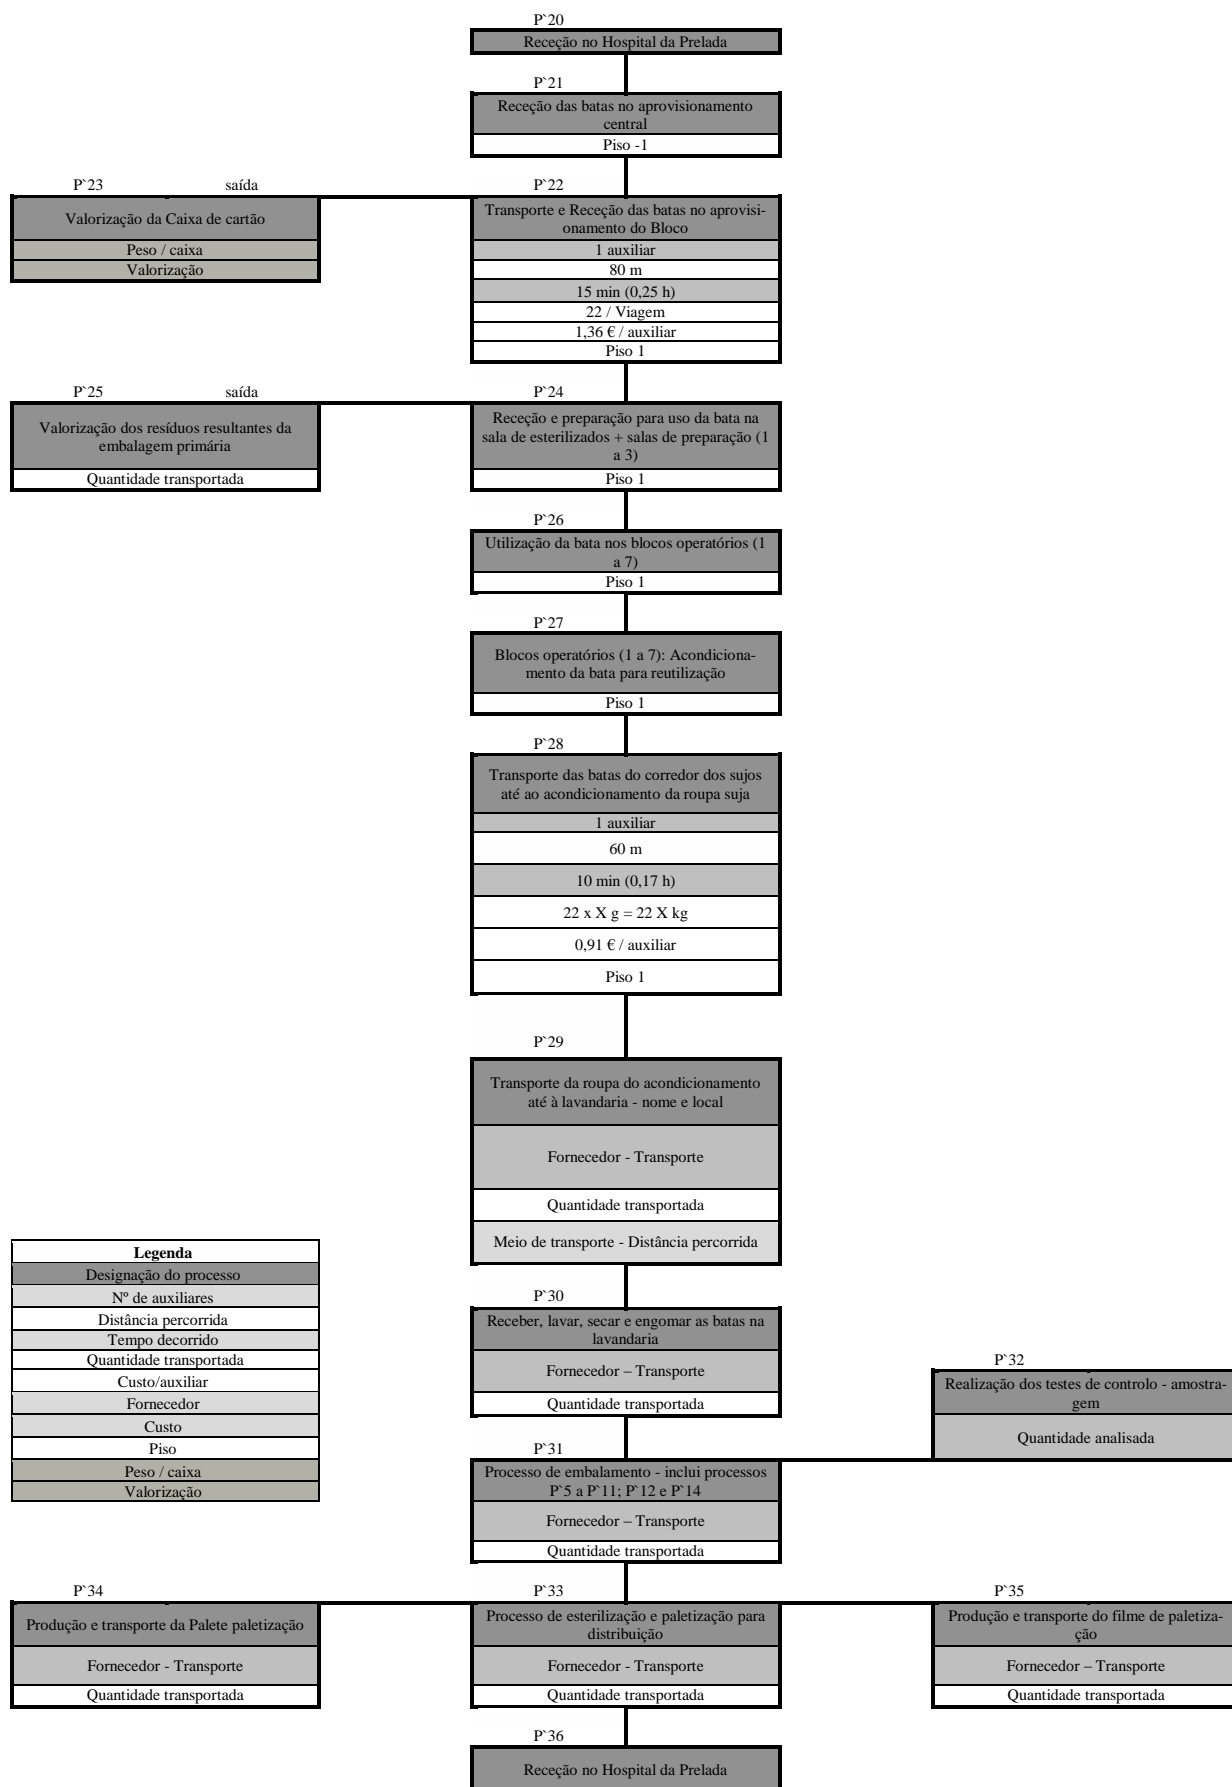 P`20
Receção no Hospital da Prelada
P`21
Receção das batas no aprovisionamento
central
Piso -1
P`23
saída
Valorização da Caixa de cartão
Peso / caixa
Valorização
P`22
Transporte e Receção das batas no aprovisi-
onamento do Bloco
1 auxiliar
80 m
15 min (0,25 h)
22 / Viagem
1,36 € / auxiliar
Piso 1
P`25
saída
Valorização dos resíduos resultantes da
embalagem primária
Quantidade transportada
P`24
Receção e preparação para uso da bata na
sala de esterilizados + salas de preparação (1
a 3)
Piso 1
P`26
Utilização da bata nos blocos operatórios (1
a 7)
Piso 1
P`27
Blocos operatórios (1 a 7): Acondiciona-
mento da bata para reutilização
Piso 1
P`28
Transporte das batas do corredor dos sujos
até ao acondicionamento da roupa suja
1 auxiliar
60 m
10 min (0,17 h)
22 x X g = 22 X kg
0,91 € / auxiliar
Piso 1
P`29
Transporte da roupa do acondicionamento
até à lavandaria - nome e local
Fornecedor - Transporte
Quantidade transportada
Meio de transporte - Distância percorrida
Legenda
Designação do processo
Nº de auxiliares
Distância percorrida
Tempo decorrido
Quantidade transportada
Custo/auxiliar
Fornecedor
Custo
Piso
Peso / caixa
Valorização
P`30
Receber, lavar, secar e engomar as batas na
lavandaria
Fornecedor – Transporte
Quantidade transportada
P`32
Realização dos testes de controlo - amostra-
gem
Quantidade analisada
P`31
Processo de embalamento - inclui processos
P`5 a P`11; P`12 e P`14
Fornecedor – Transporte
Quantidade transportada
P`34
Produção e transporte da Palete paletização
Fornecedor - Transporte
Quantidade transportada
P`33
Processo de esterilização e paletização para
distribuição
Fornecedor - Transporte
Quantidade transportada
P`35
Produção e transporte do filme de paletiza-
ção
Fornecedor – Transporte
Quantidade transportada
P`36
Receção no Hospital da Prelada